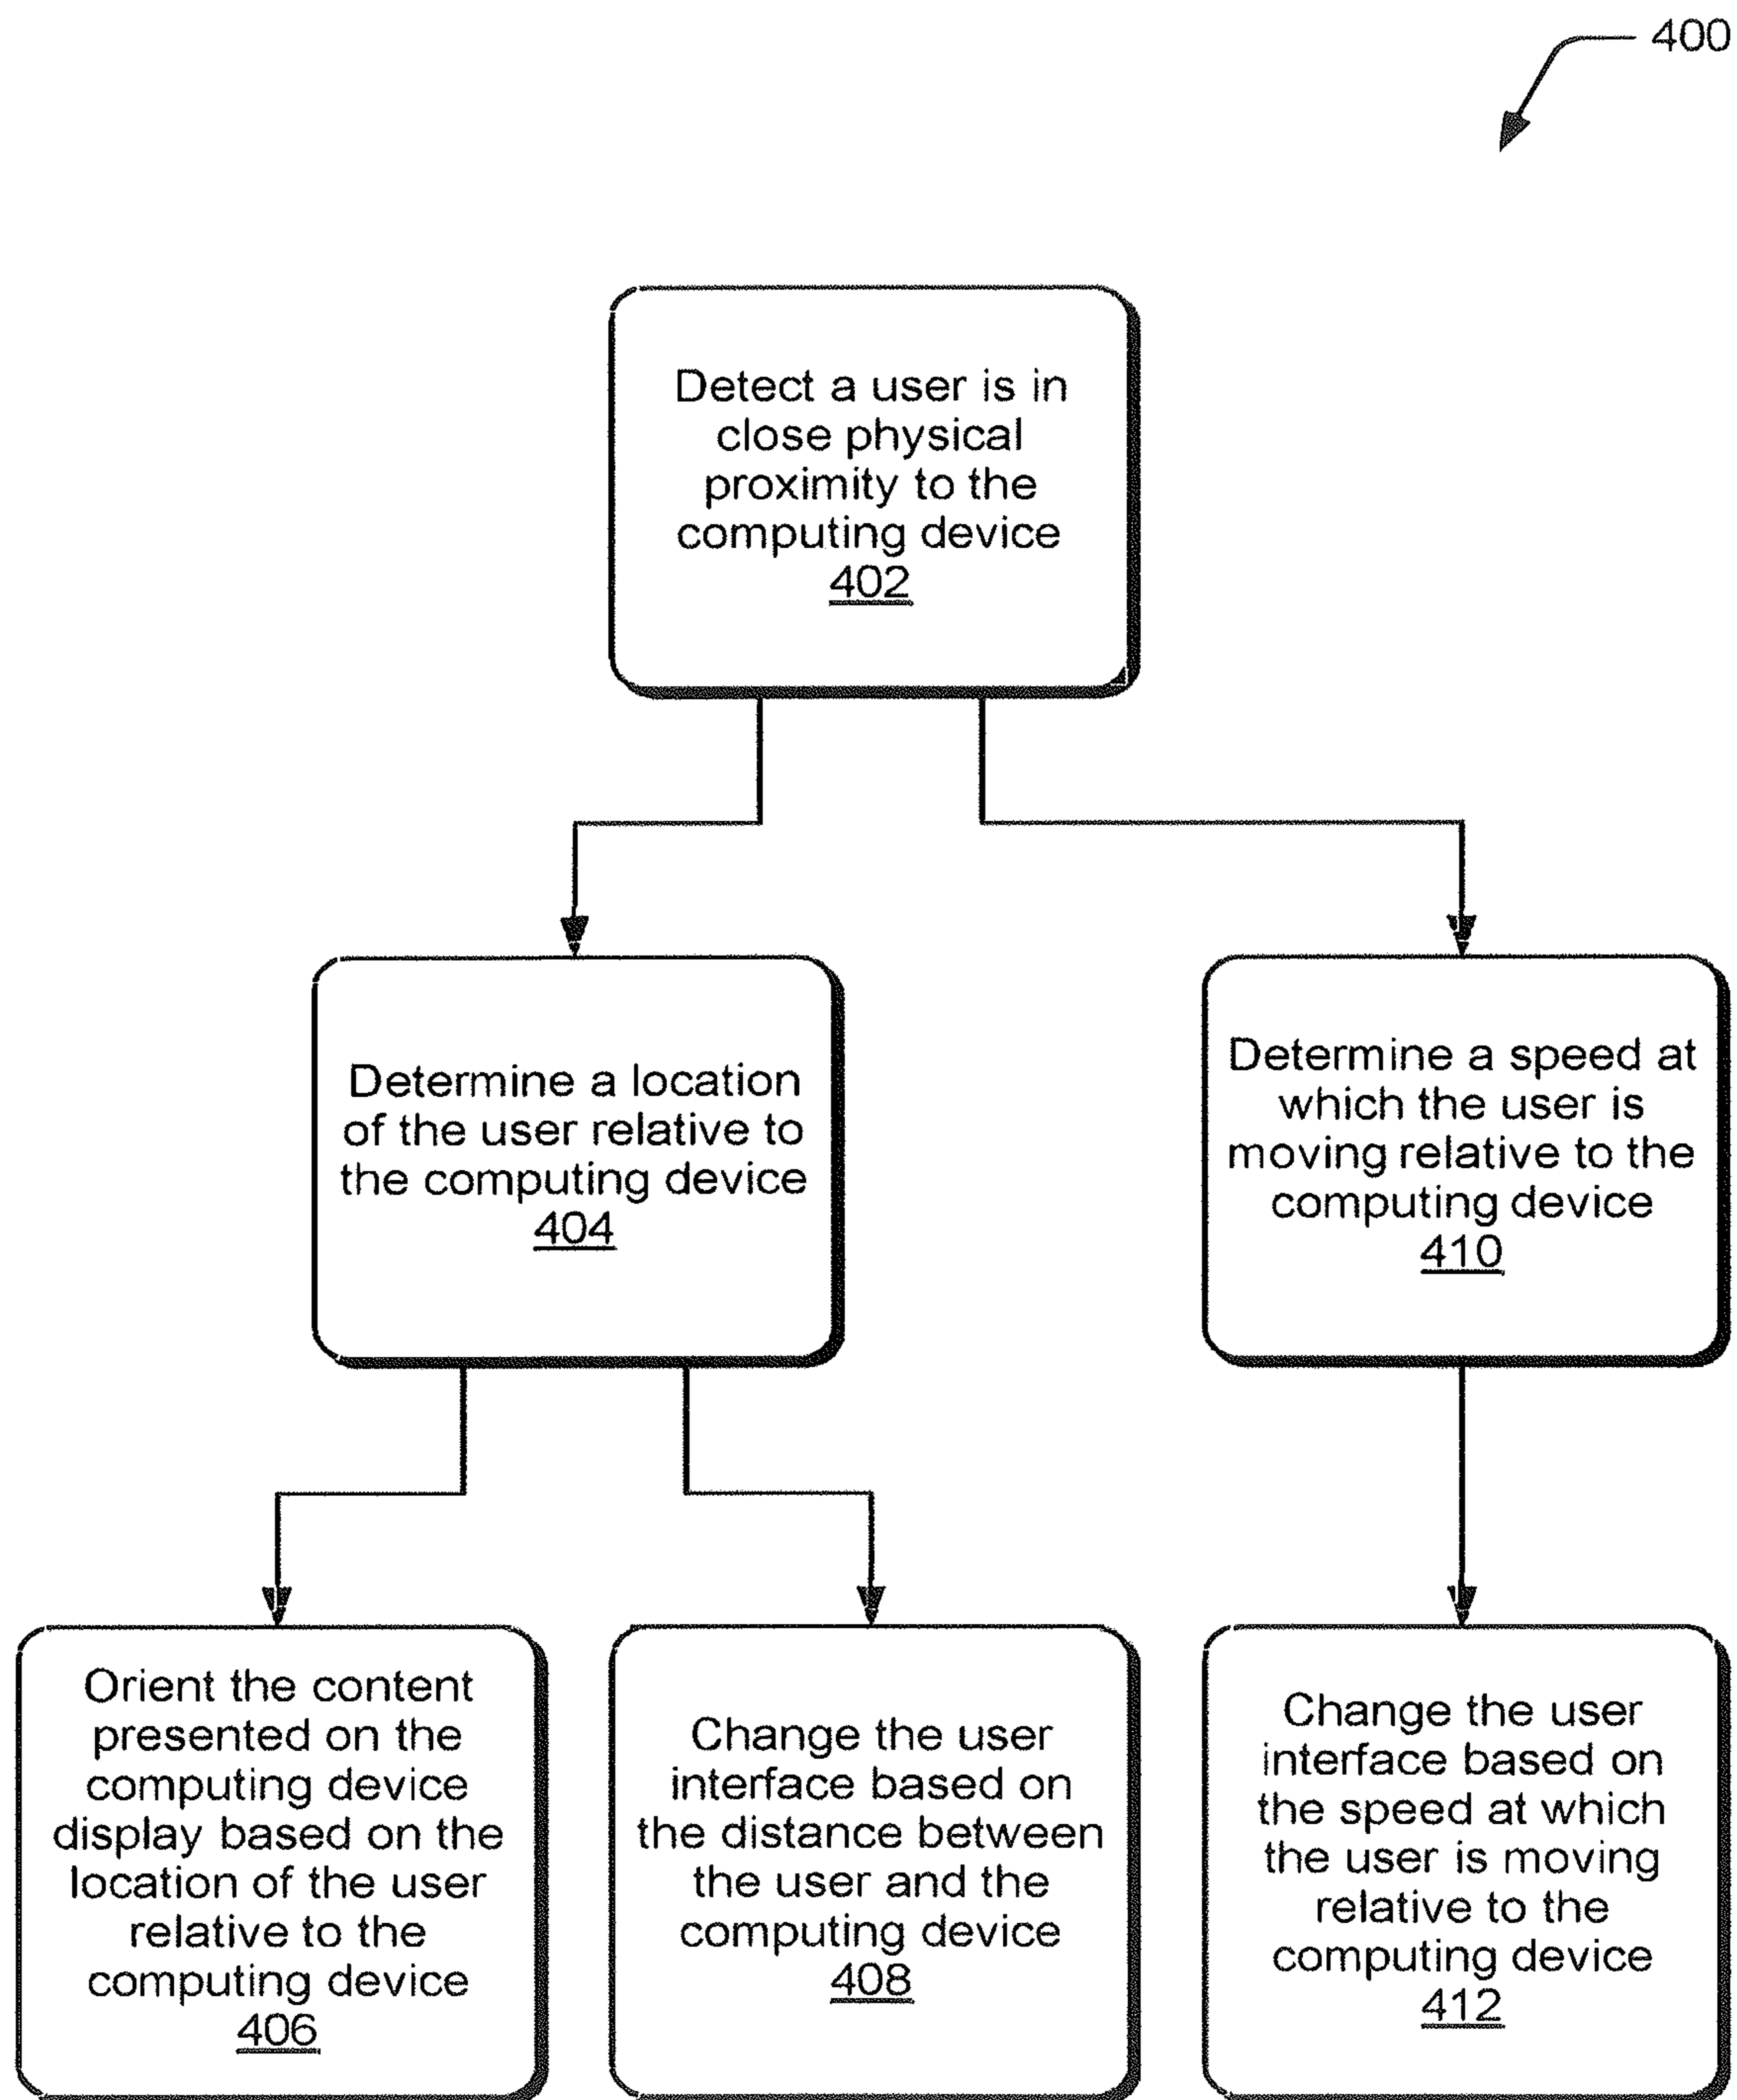 400
Detect a user is in
close physical
proximity to the
computing device
402
Determine a location
of the user relative to
the computing device
404
Determine a speed at
which the user is
moving relative to the
computing device
410
Orient the content
presented on the
computing device
display based on the
location of the user
relative to the
computing device
406
Change the user
interface based on
the distance between
the user and the
computing device
408
Change the user
interface based on
the speed at which
the user is moving
relative to the
computing device
412